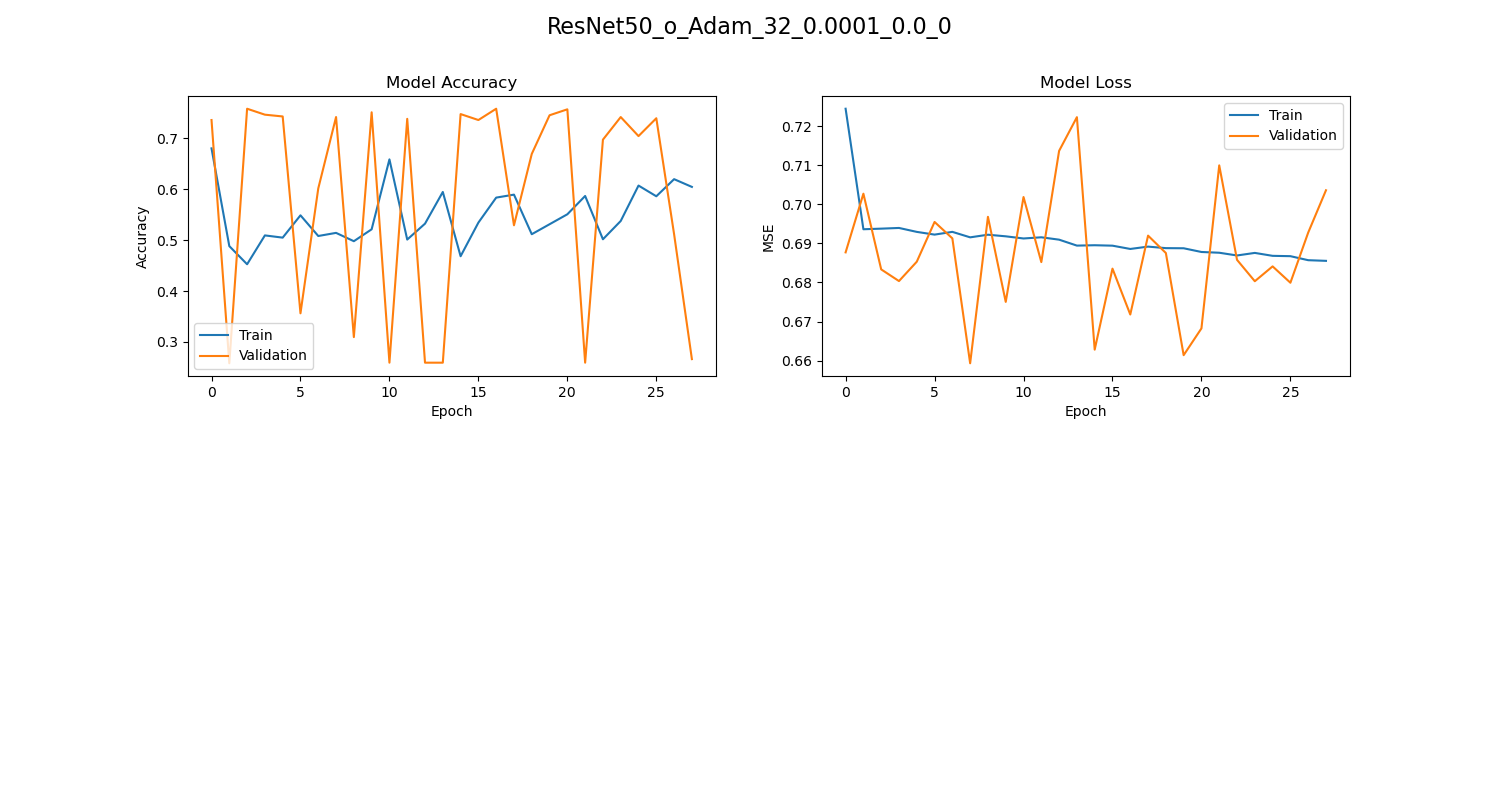 ResNet50_o_Adam_32_0.0001_0.0_0
Model Accuracy
Accuracy
0.7
0.6
0.5
0.4
0.3
Train
Validation
0 5 10 15 20 25
Epoch
Model Loss
MSE
0.72
0.71
0.70
0.69
0.68
0.67
0.66
Train
Validation
0 5 10 15 20 25
Epoch